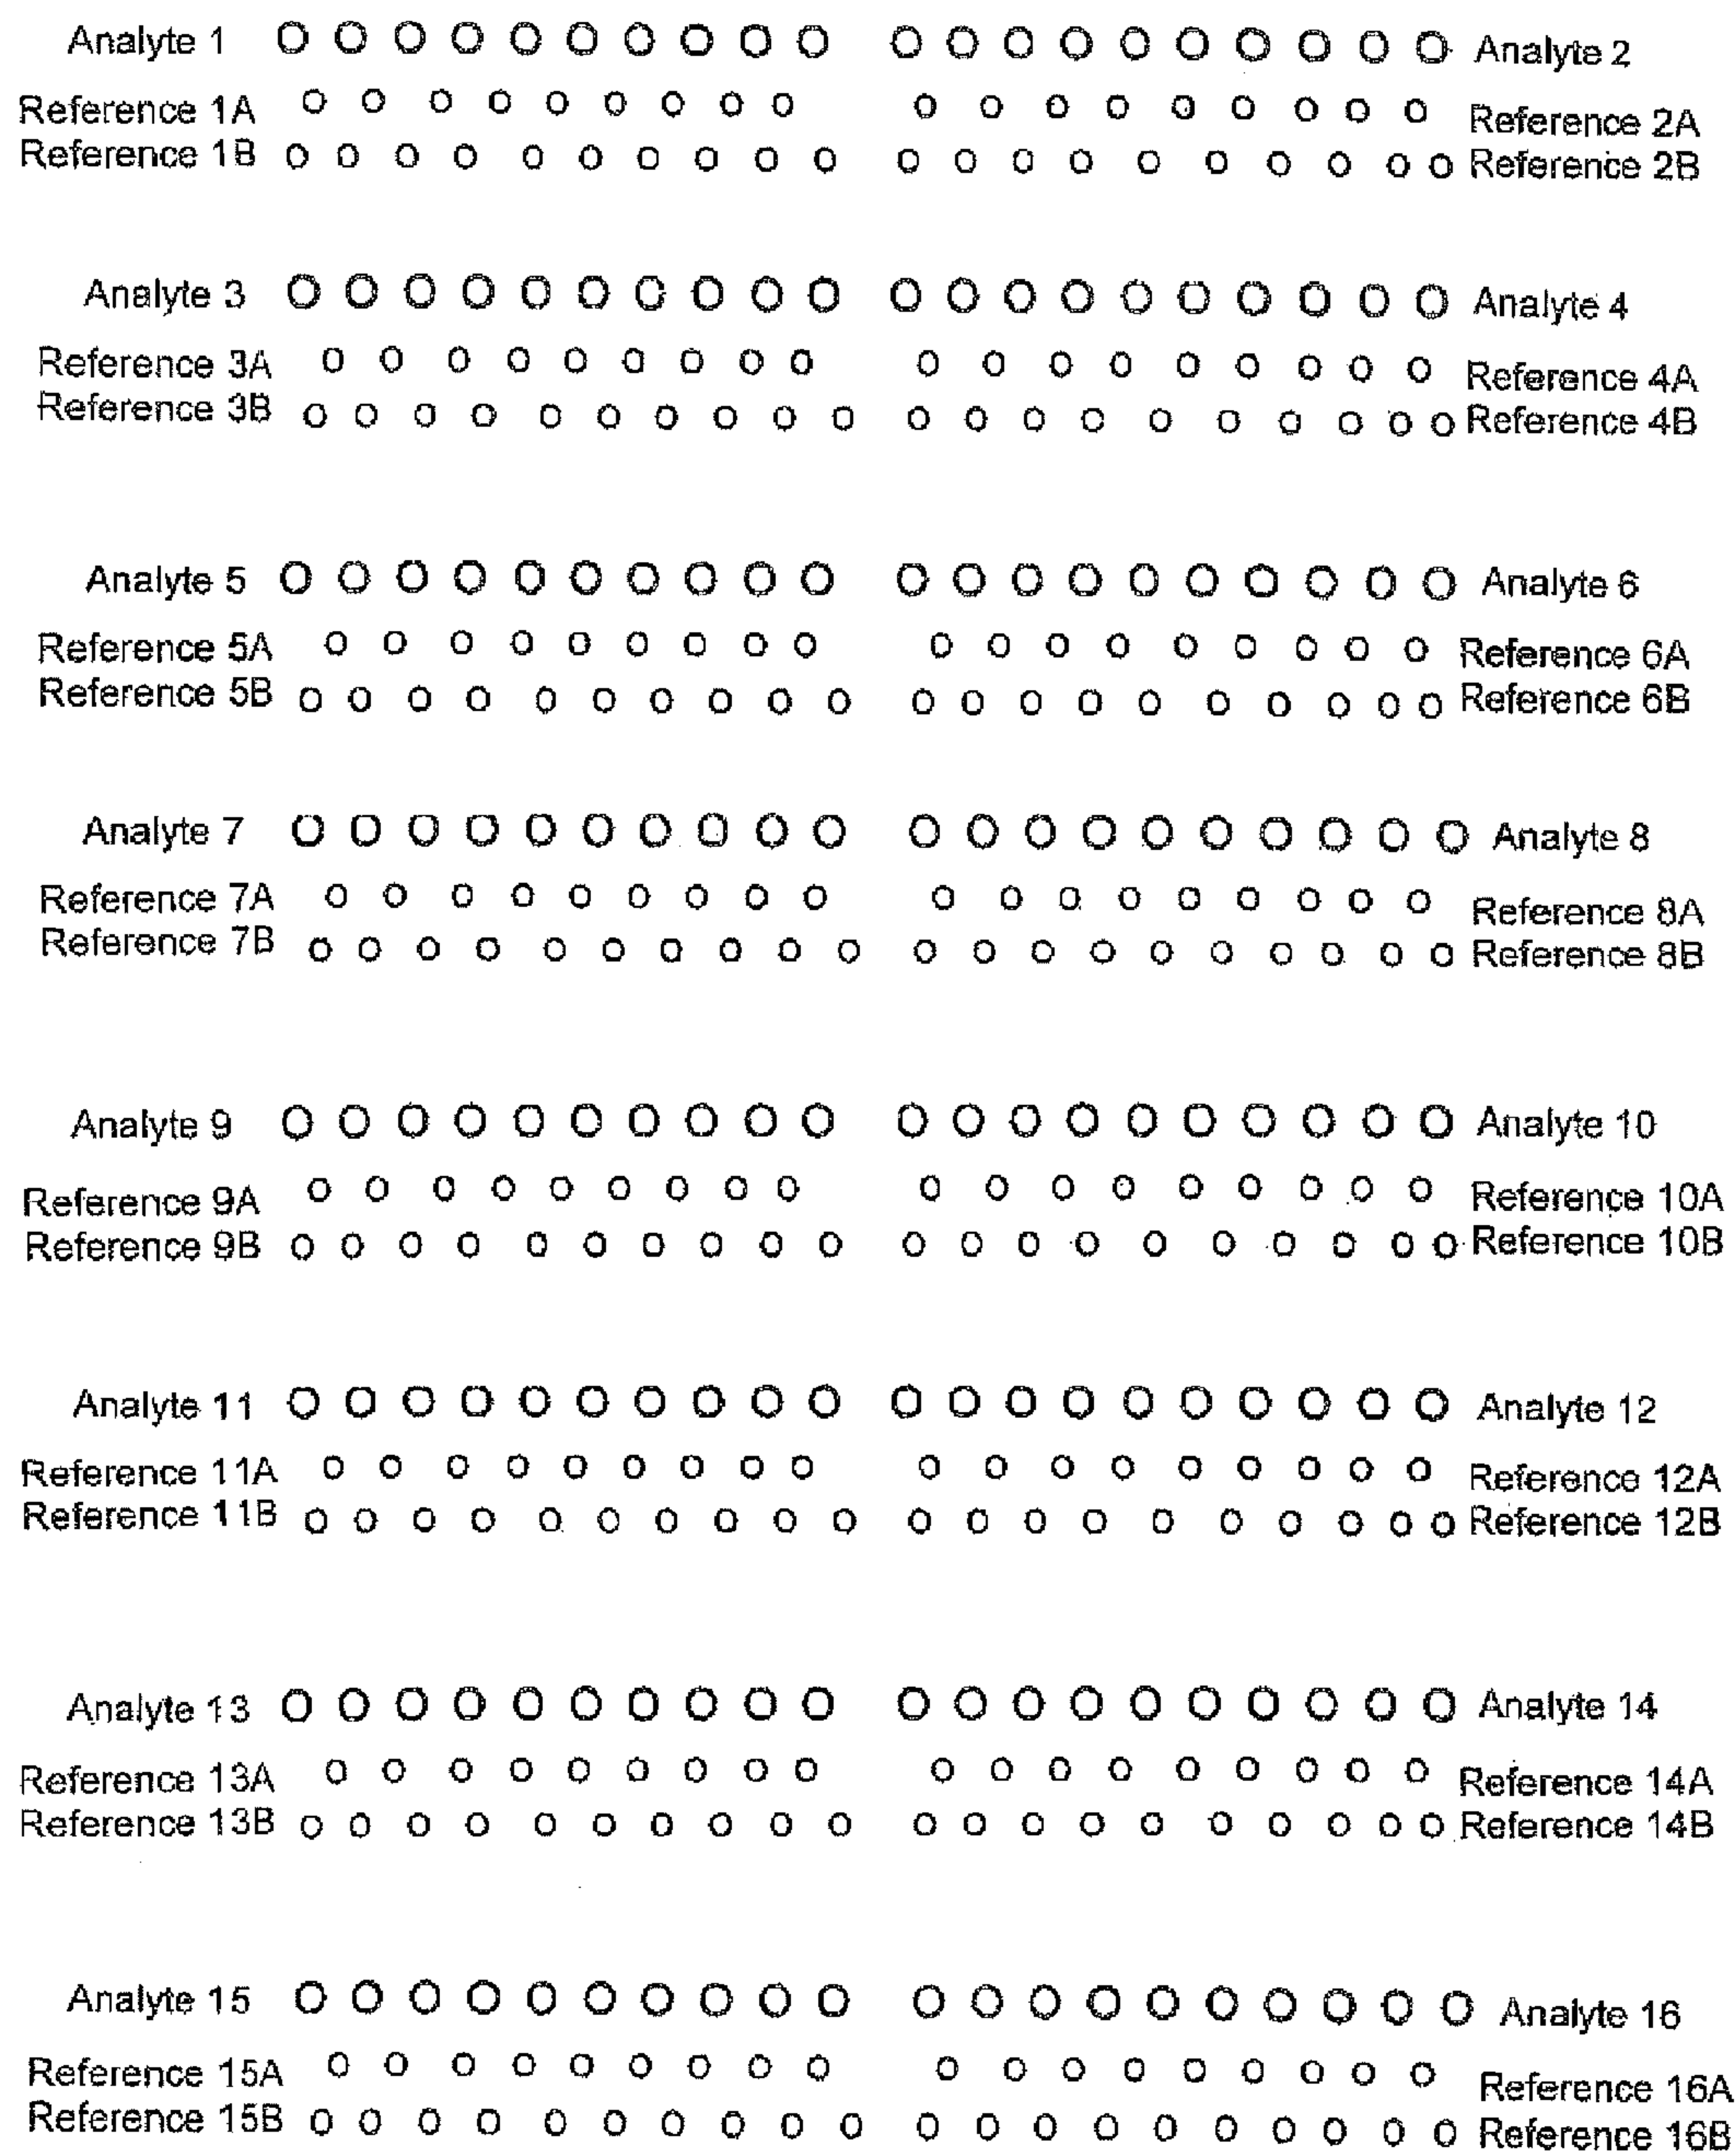 Analyte 1 Analyte 2
Reference 1A Reference 2A
Reference 1B Reference 2B
Analyte 3 Analyte 4
Reference 3A Reference 4A
Reference 3B Reference 4B
Analyte 5 Analyte 6
Reference 5A Reference 6A
Reference 5B Reference 6B
Analyte 7 Analyte 8
Reference 7A Reference 8A
Reference 7B Reference 8B
Analyte 9 Analyte 10
Reference 9A Reference 10A
Reference 9B Reference 10B
Analyte 11 Analyte 12
Reference 11A Reference 12A
Reference 11B Reference 12B
Analyte 13 Analyte 14
Reference 13A Reference 14A
Reference 13B Reference 14B
Analyte 15 Analyte 16
Reference 15A Reference 16A
Reference 15B Reference 16B